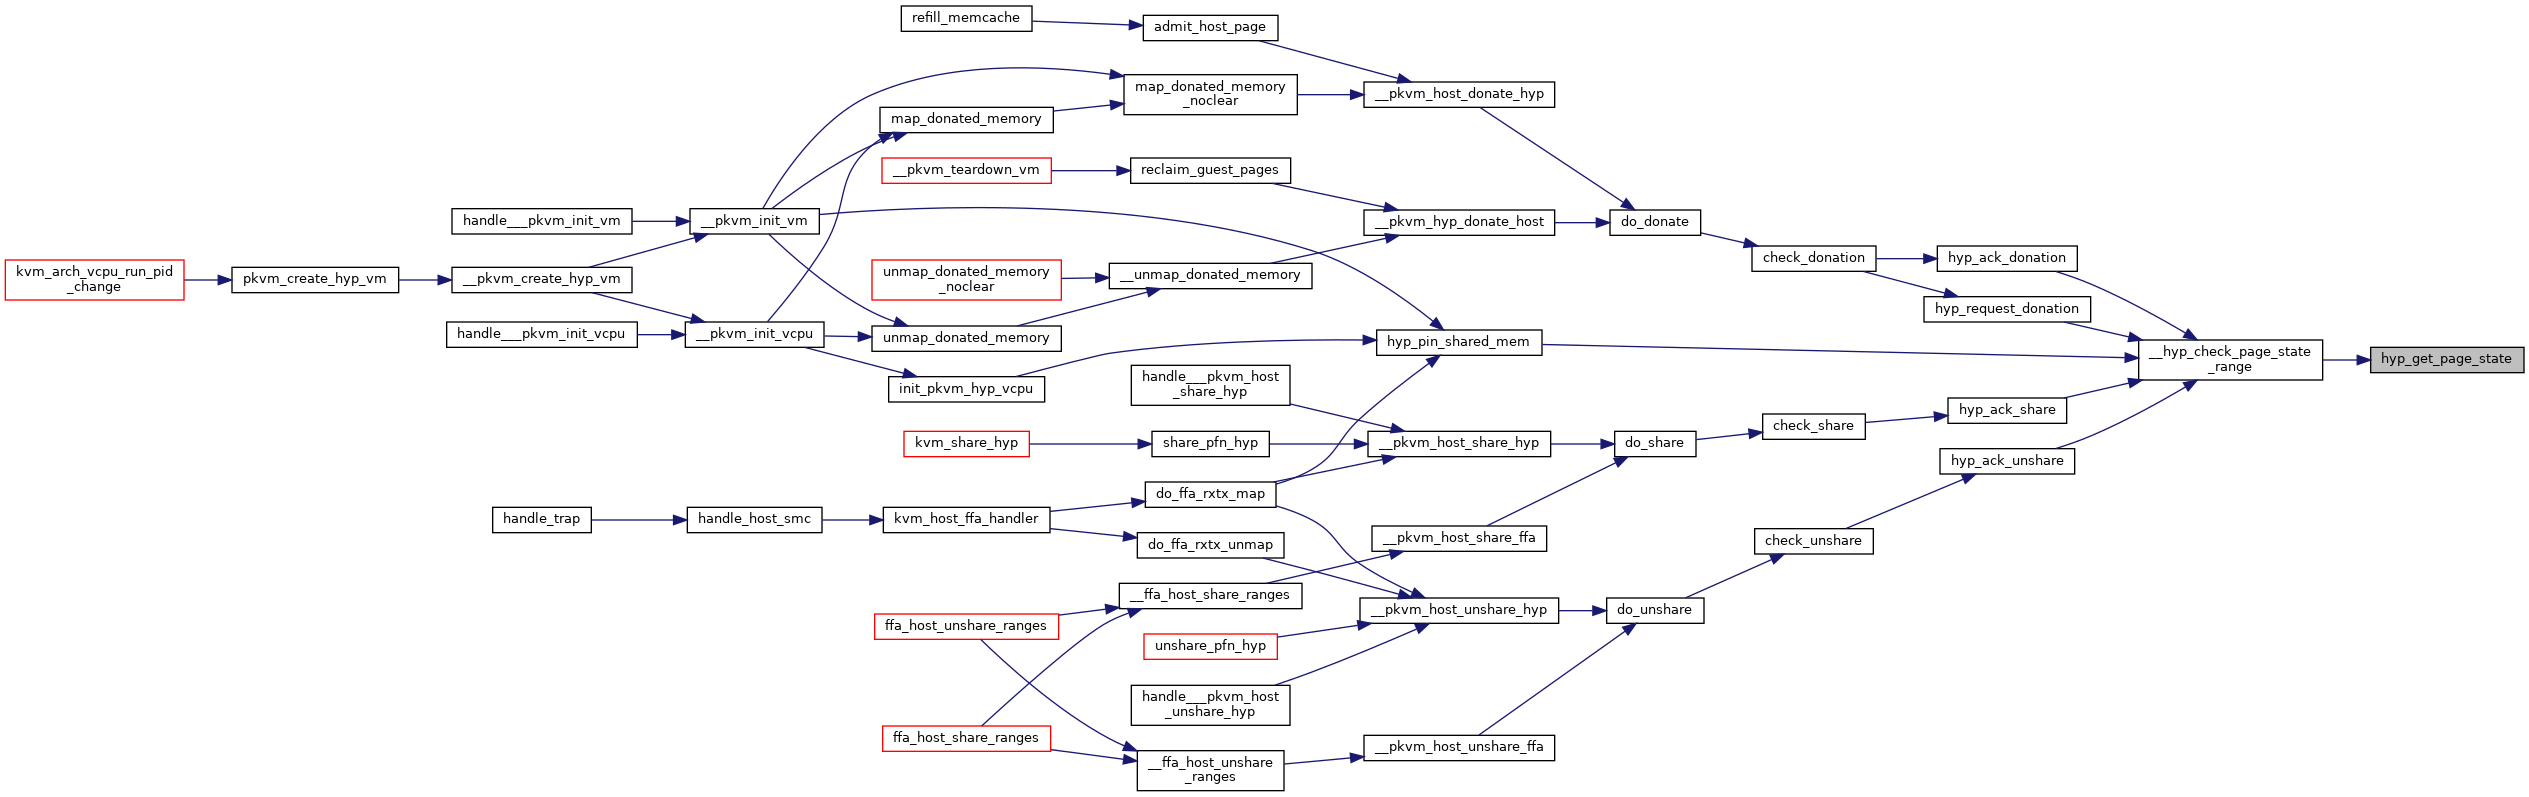 refill_memcache
admit_host_page
map_donated_memory
_noclear
__pkvm_host_donate_hyp
map_donated_memory
__pkvm_teardown_vm
reclaim_guest_pages
handle___pkvm_init_vm
__pkvm_init_vm
__pkvm_hyp_donate_host
do_donate
check_donation
hyp_ack_donation
kvm_arch_vcpu_run_pid
_change
pkvm_create_hyp_vm
__pkvm_create_hyp_vm
unmap_donated_memory
_noclear
__unmap_donated_memory
hyp_request_donation
handle___pkvm_init_vcpu
__pkvm_init_vcpu
unmap_donated_memory
hyp_pin_shared_mem
__hyp_check_page_state
_range
hyp_get_page_state
init_pkvm_hyp_vcpu
handle___pkvm_host
_share_hyp
hyp_ack_share
kvm_share_hyp
share_pfn_hyp
__pkvm_host_share_hyp
do_share
check_share
hyp_ack_unshare
do_ffa_rxtx_map
handle_trap
handle_host_smc
kvm_host_ffa_handler
do_ffa_rxtx_unmap
__pkvm_host_share_ffa
check_unshare
__ffa_host_share_ranges
ffa_host_unshare_ranges
__pkvm_host_unshare_hyp
do_unshare
unshare_pfn_hyp
handle___pkvm_host
_unshare_hyp
ffa_host_share_ranges
__ffa_host_unshare
_ranges
__pkvm_host_unshare_ffa